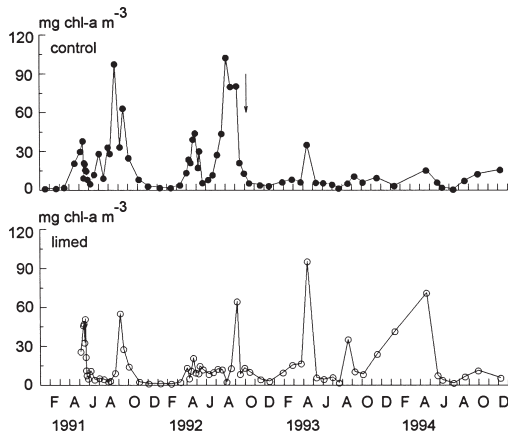 mg chl-a m-3
120
control
90
60
30
0
mg chl-a m-3
120
limed
90
60
30
0
F A J A O D F A J A O D F A J A O D F A J A O D
1991 1992 1993 1994